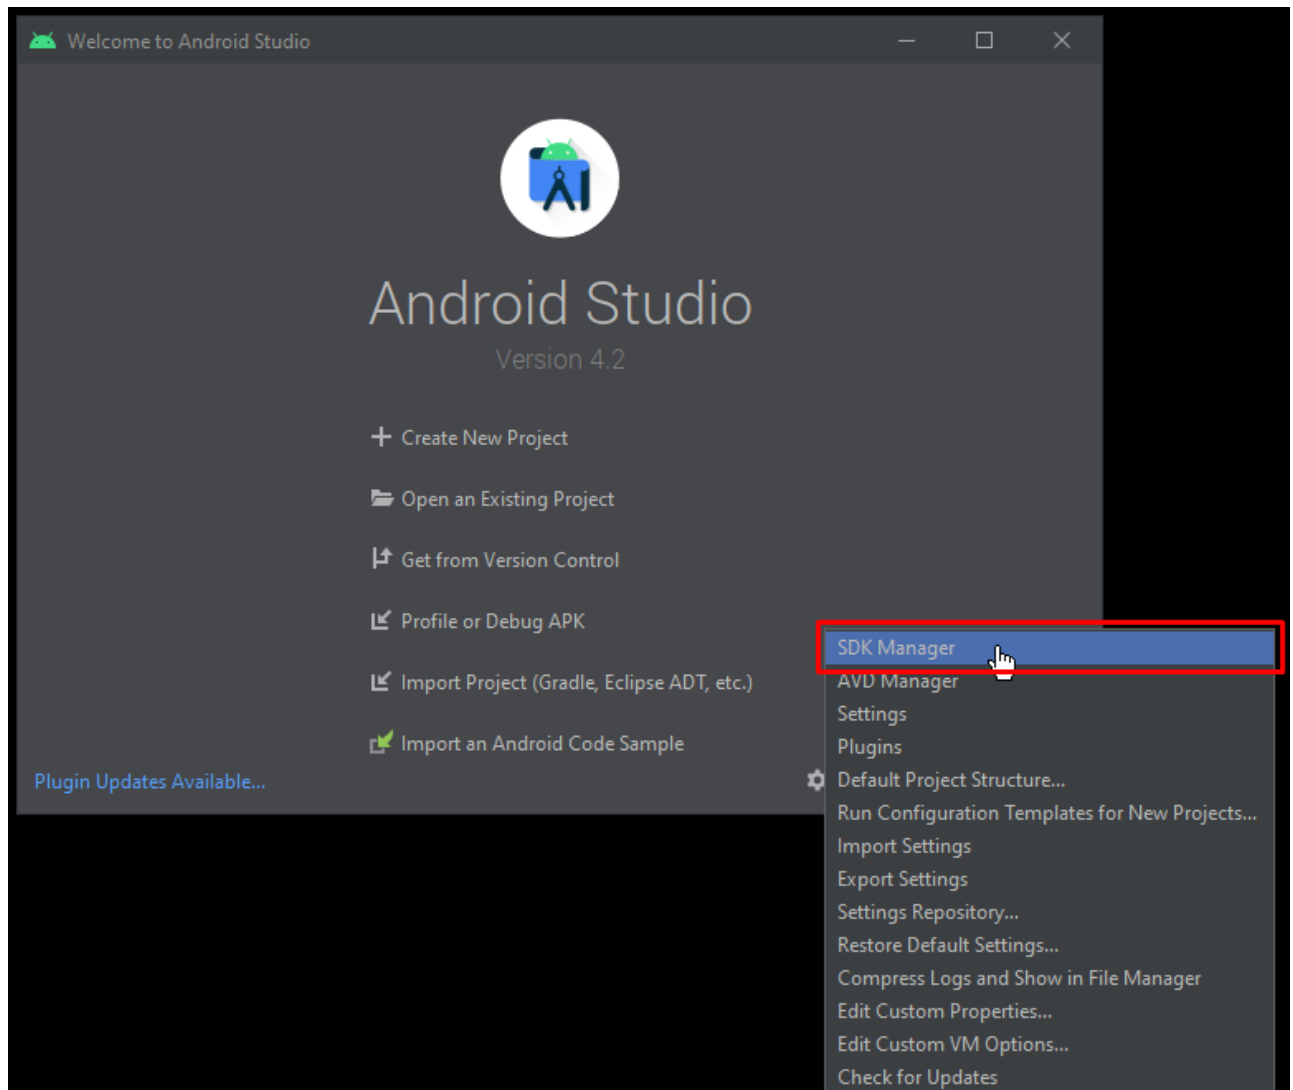 Welcome to Android Studio
Android Studio
Version 4.2
Create New Project
Open an Existing Project
Get from Version Control
Profile or Debug APK
Import Project (Gradle, Eclipse ADT, etc.)
Import an Android Code Sample
Plugin Updates Available...
SDK Manager
AVD Manager
Settings
Plugins
Default Project Structure...
Run Configuration Templates for New Projects...
Import Settings
Export Settings
Settings Repository...
Restore Default Settings...
Compress Logs and Show in File Manager
Edit Custom Properties...
Edit Custom VM Options...
Check for Updates